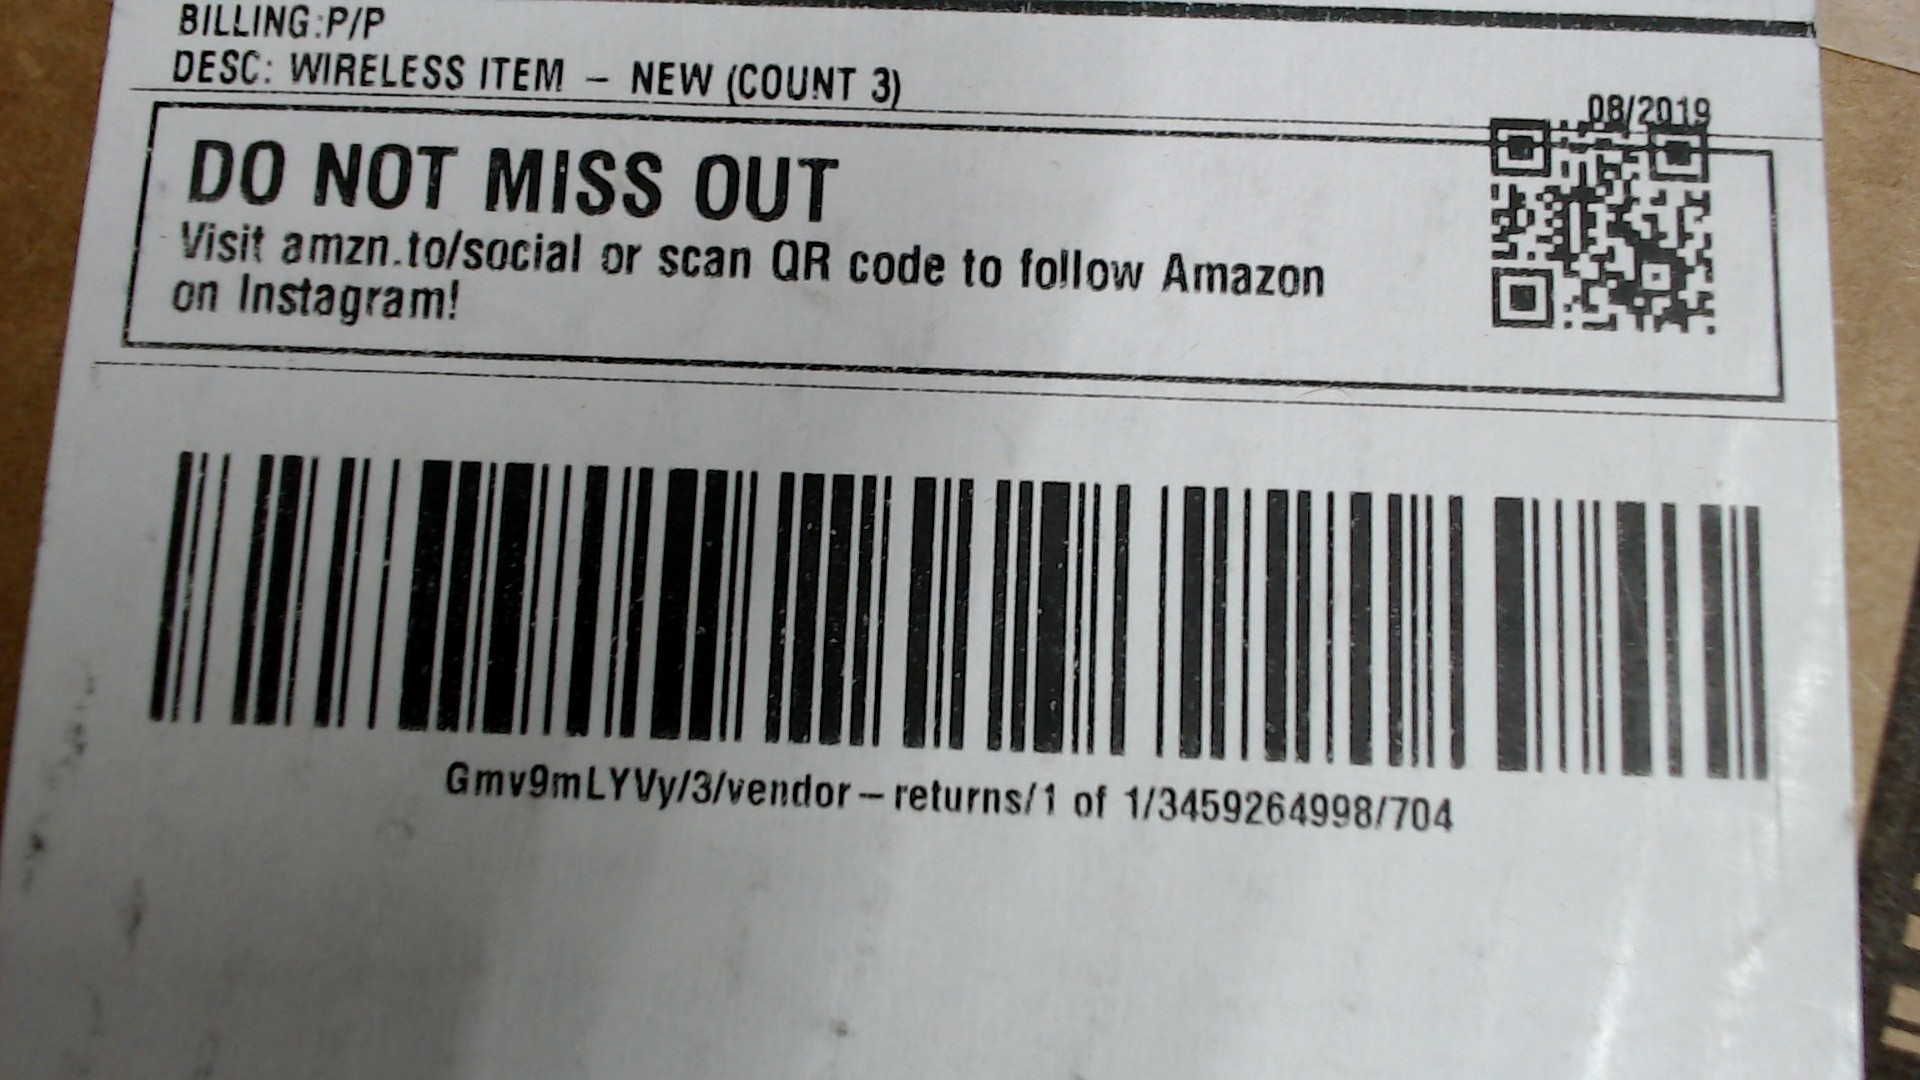 BILLING:P/P
DESC: WIRELESS ITEM – NEW (COUNT 3)
08/2019
DO NOT MISS OUT
Visit amzn.to/social or scan QR code to follow Amazon
on Instagram!
Gmv9mLYVy/3/vendor–returns/1 of 1/3459264998/704